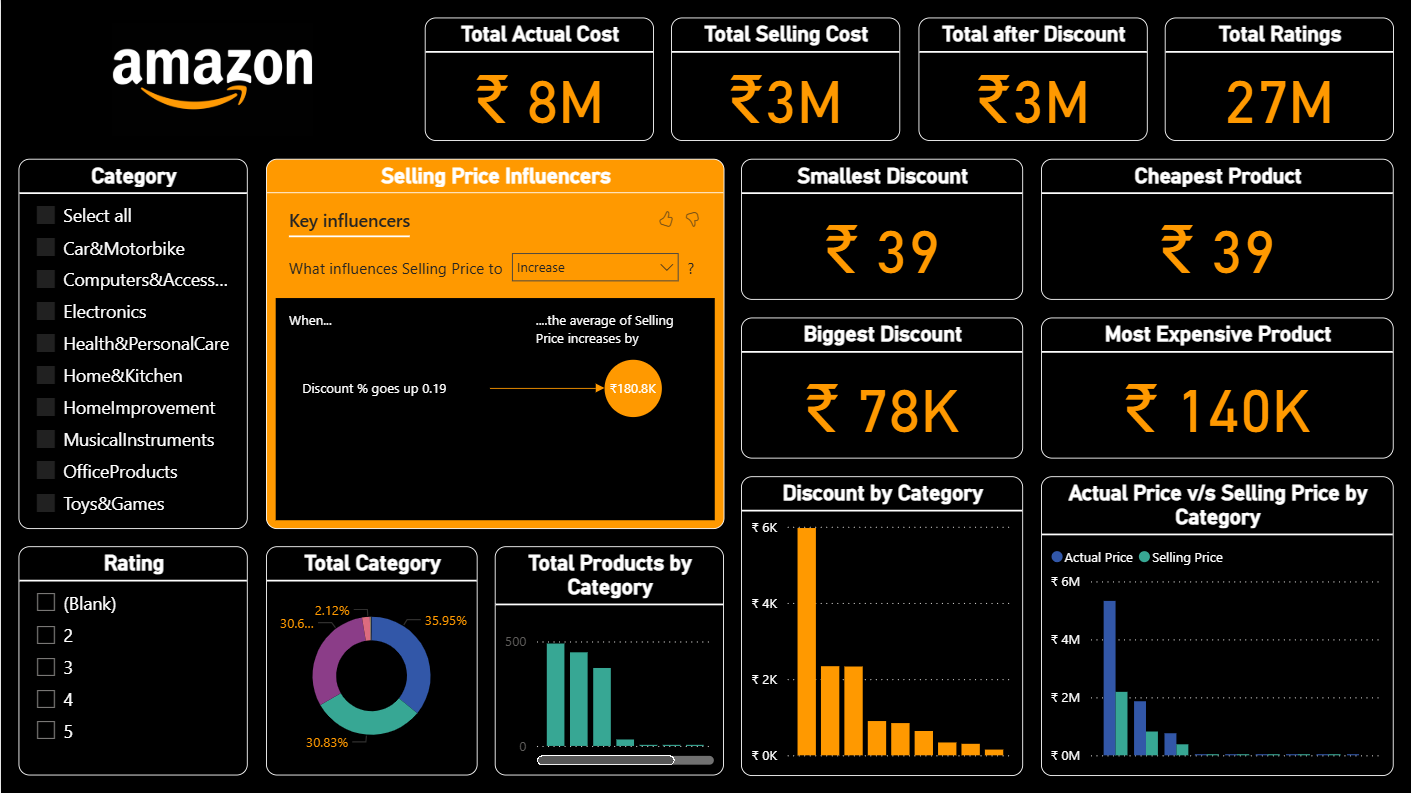 amazon
Total Actual Cost
₹ 8M
Total Selling Cost
₹3M
Total after Discount
₹3M
Total Ratings
27M
Category
Select all
Car&Motorbike
Computers&Access...
Electronics
Health&PersonalCare
Home&Kitchen
HomeImprovement
MusicalInstruments
OfficeProducts
Toys&Games
Selling Price Influencers
Key influencers
What influences Selling Price to Increase ?
When...
....the average of Selling
Price increases by
Discount % goes up 0.19
₹180.8K
Smallest Discount
₹ 39
Cheapest Product
₹ 39
Biggest Discount
₹ 78K
Most Expensive Product
₹ 140K
Rating
(Blank)
2
3
4
5
Total Category
2.12%
30.6...
35.95%
30.83%
Total Products by
Category
500
0
Discount by Category
₹ 6K
₹ 4K
₹ 2K
₹ 0K
Actual Price v/s Selling Price by
Category
Actual Price Selling Price
₹ 6M
₹ 4M
₹ 2M
₹ 0M